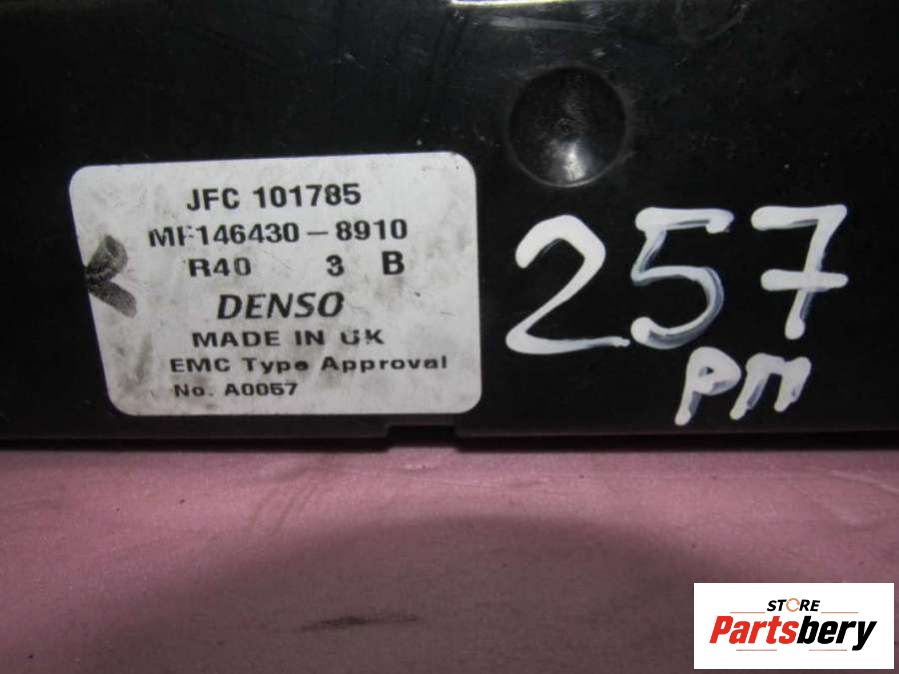 JFC 101785
MF146430-8910
R40 3 B
DENSO
MADE IN UK
EMC Type Approval
No. A0057
257
PM
STORE
Partsbery